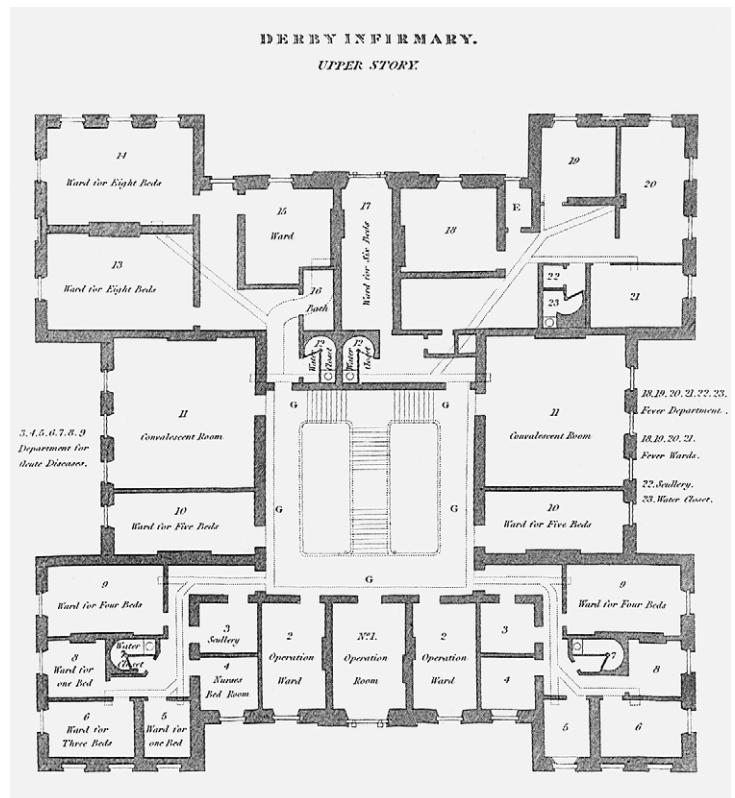 DERBY INFIRMARY.
UPPER STORY.
14
Ward for Eight Beds
13
Ward for Eight Beds
15
Ward
16
Bath
17
Ward for Six Beds
18
E
19
20
21
22
23
12
Water Closet
12
Water Closet
11
Convalescent Room
11
Convalescent Room
G
G
G
G
G
3.4.5.6.7.8.9
Department for
Acute Diseases.
18.19.20.21.22.23.
Fever Department.
18.19.20.21.
Fever Wards.
22. Scullery.
23. Water Closet.
10
Ward for Five Beds
10
Ward for Five Beds
9
Ward for Four Beds
9
Ward for Four Beds
3
Scullery
2
Operation
Ward
No. 1.
Operation
Room
2
Operation
Ward
3
Water
7
Closet
7
8
Ward for
one Bed
8
4
Nurses
Bed Room
4
6
Ward for
Three Beds
5
Ward for
one Bed
5
6